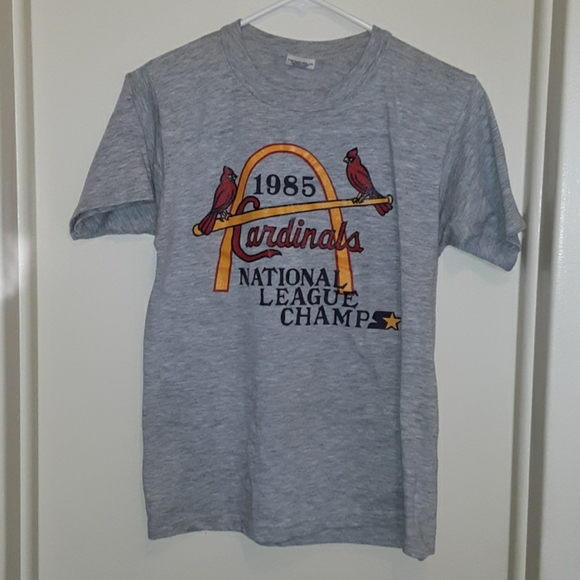 1985
Cardinals
NATIONAL
LEAGUE
CHAMPS